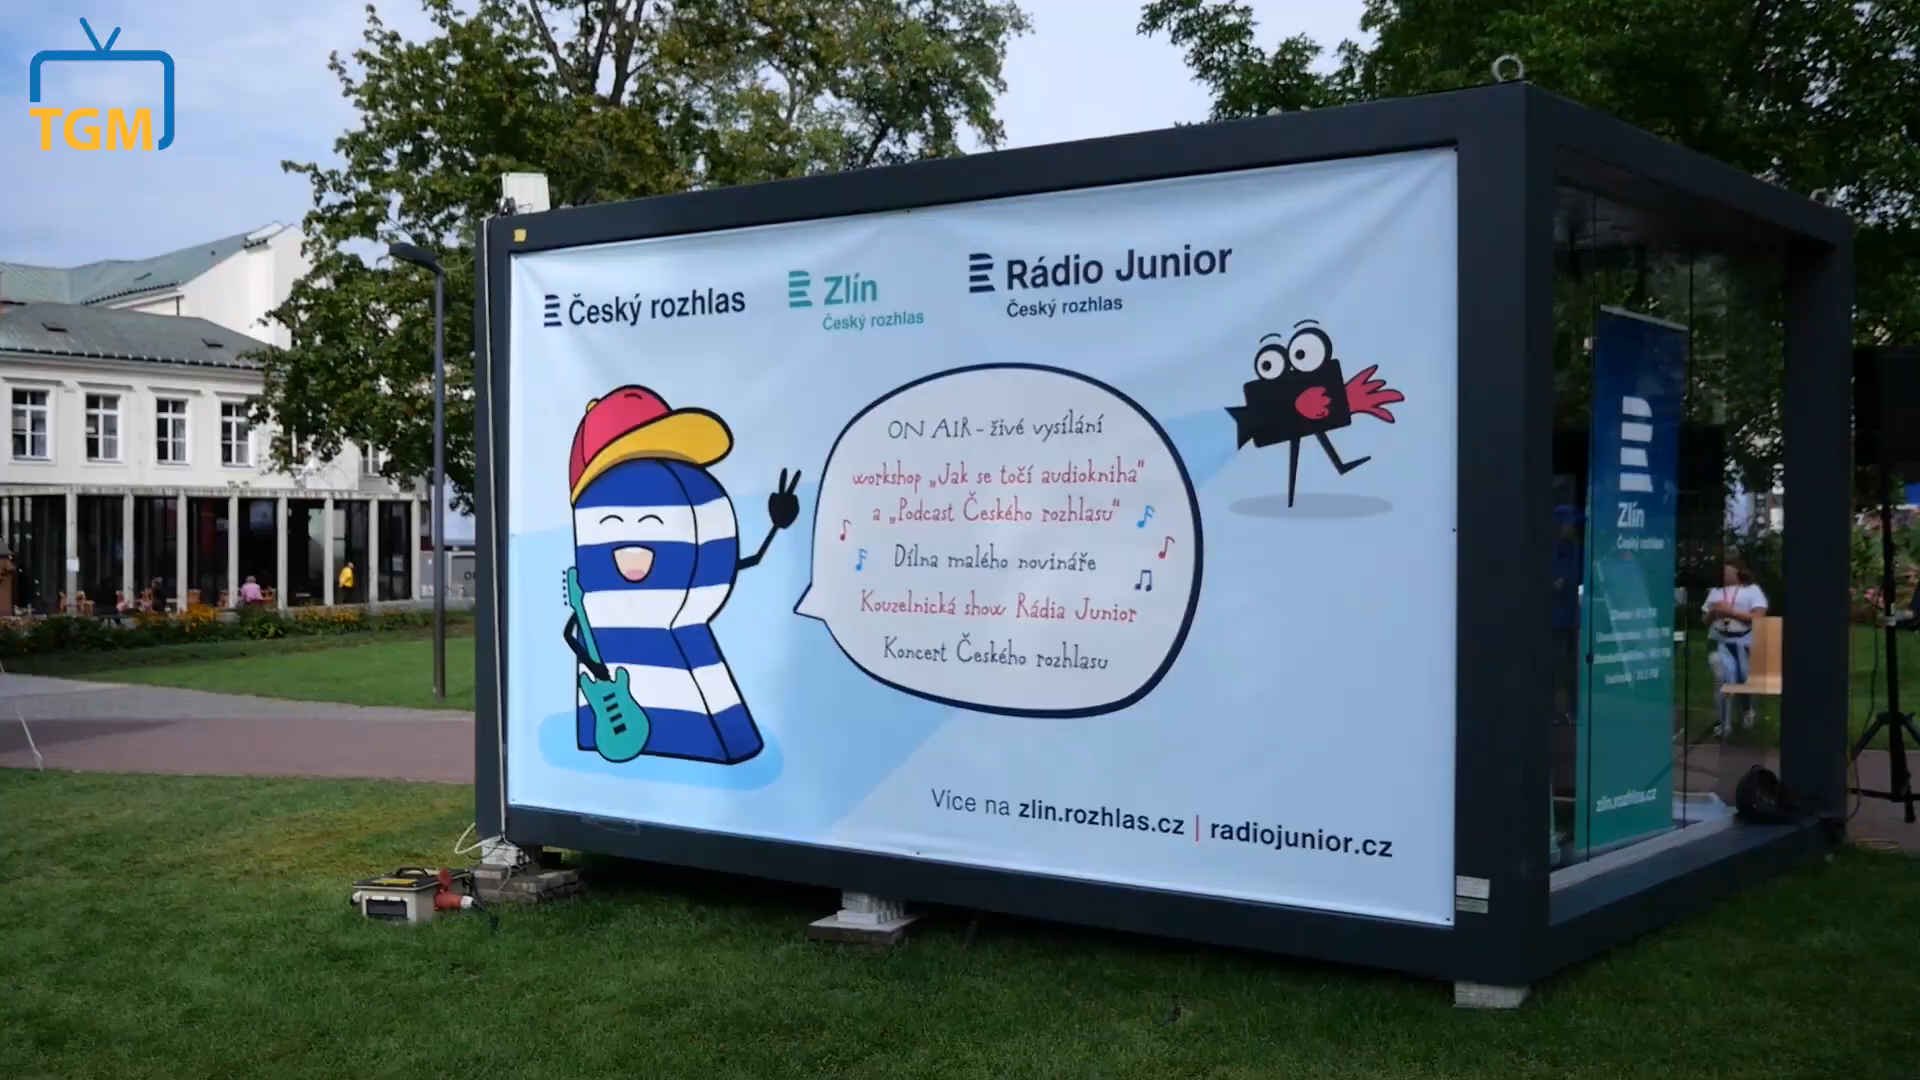 TGM
Český rozhlas
Zlín
Český rozhlas
Rádio Junior
Český rozhlas
ON AIR - živé vysílání
workshop „Jak se točí audiokniha“
a „Podcast Českého rozhlasu“
Dílna malého novináře
Kouzelnická show Rádia Junior
Koncert Českého rozhlasu
Více na zlin.rozhlas.cz | radiojunior.cz
Zlín
Český rozhlas
zlin.rozhlas.cz